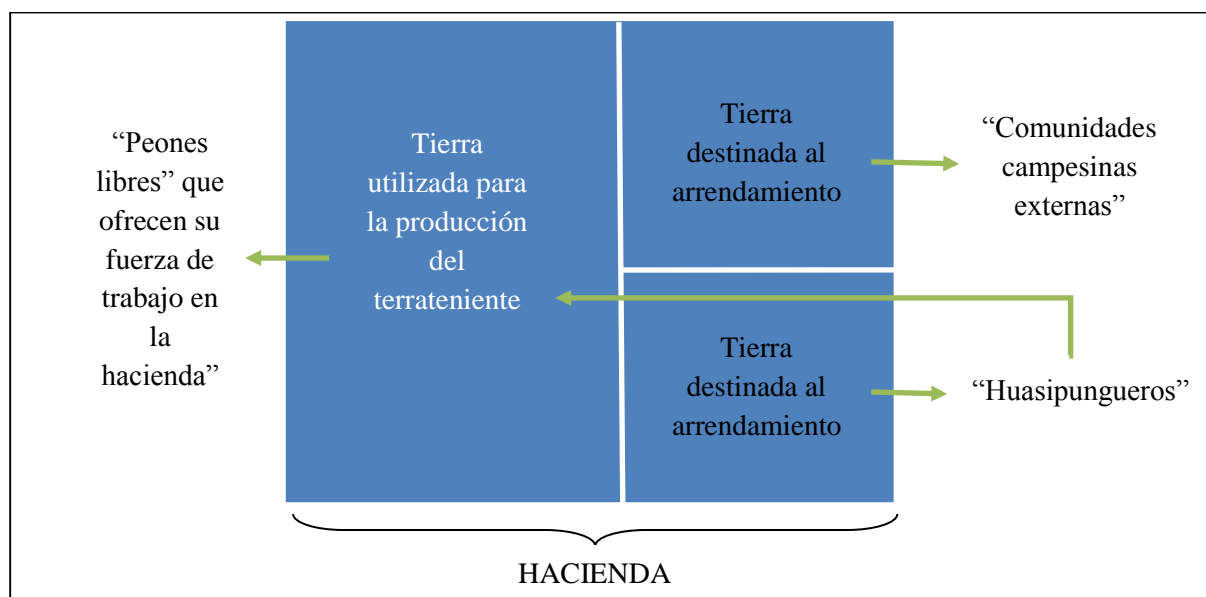 “Peones
libres” que
ofrecen su
fuerza de
trabajo en
la
hacienda”
Tierra
utilizada para
la producción
del
terrateniente
Tierra
destinada al
arrendamiento
“Comunidades
campesinas
externas”
Tierra
destinada al
arrendamiento
“Huasipungueros”
HACIENDA